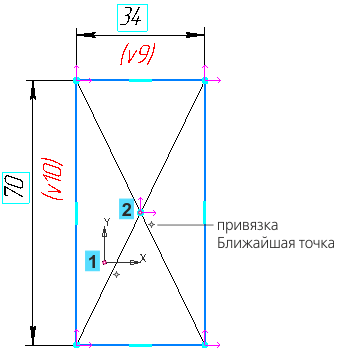 34
(v9)
70
(v10)
2
привязка
Ближайшая точка
Y
1
X